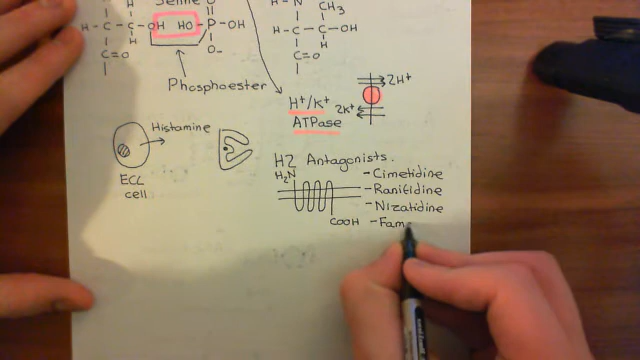 Serine
H H O H-N CH3
H-C-C-OH HO-P-OH H-C-C-OH
H O- H
C=O C=O
Phosphoester
H+/K+ 2H+
ATPase 2K+
Histamine
ECL
cell
H2 Antagonists.
H2N
- Cimetidine
- Ranitidine
- Nizatidine
COOH - Fam